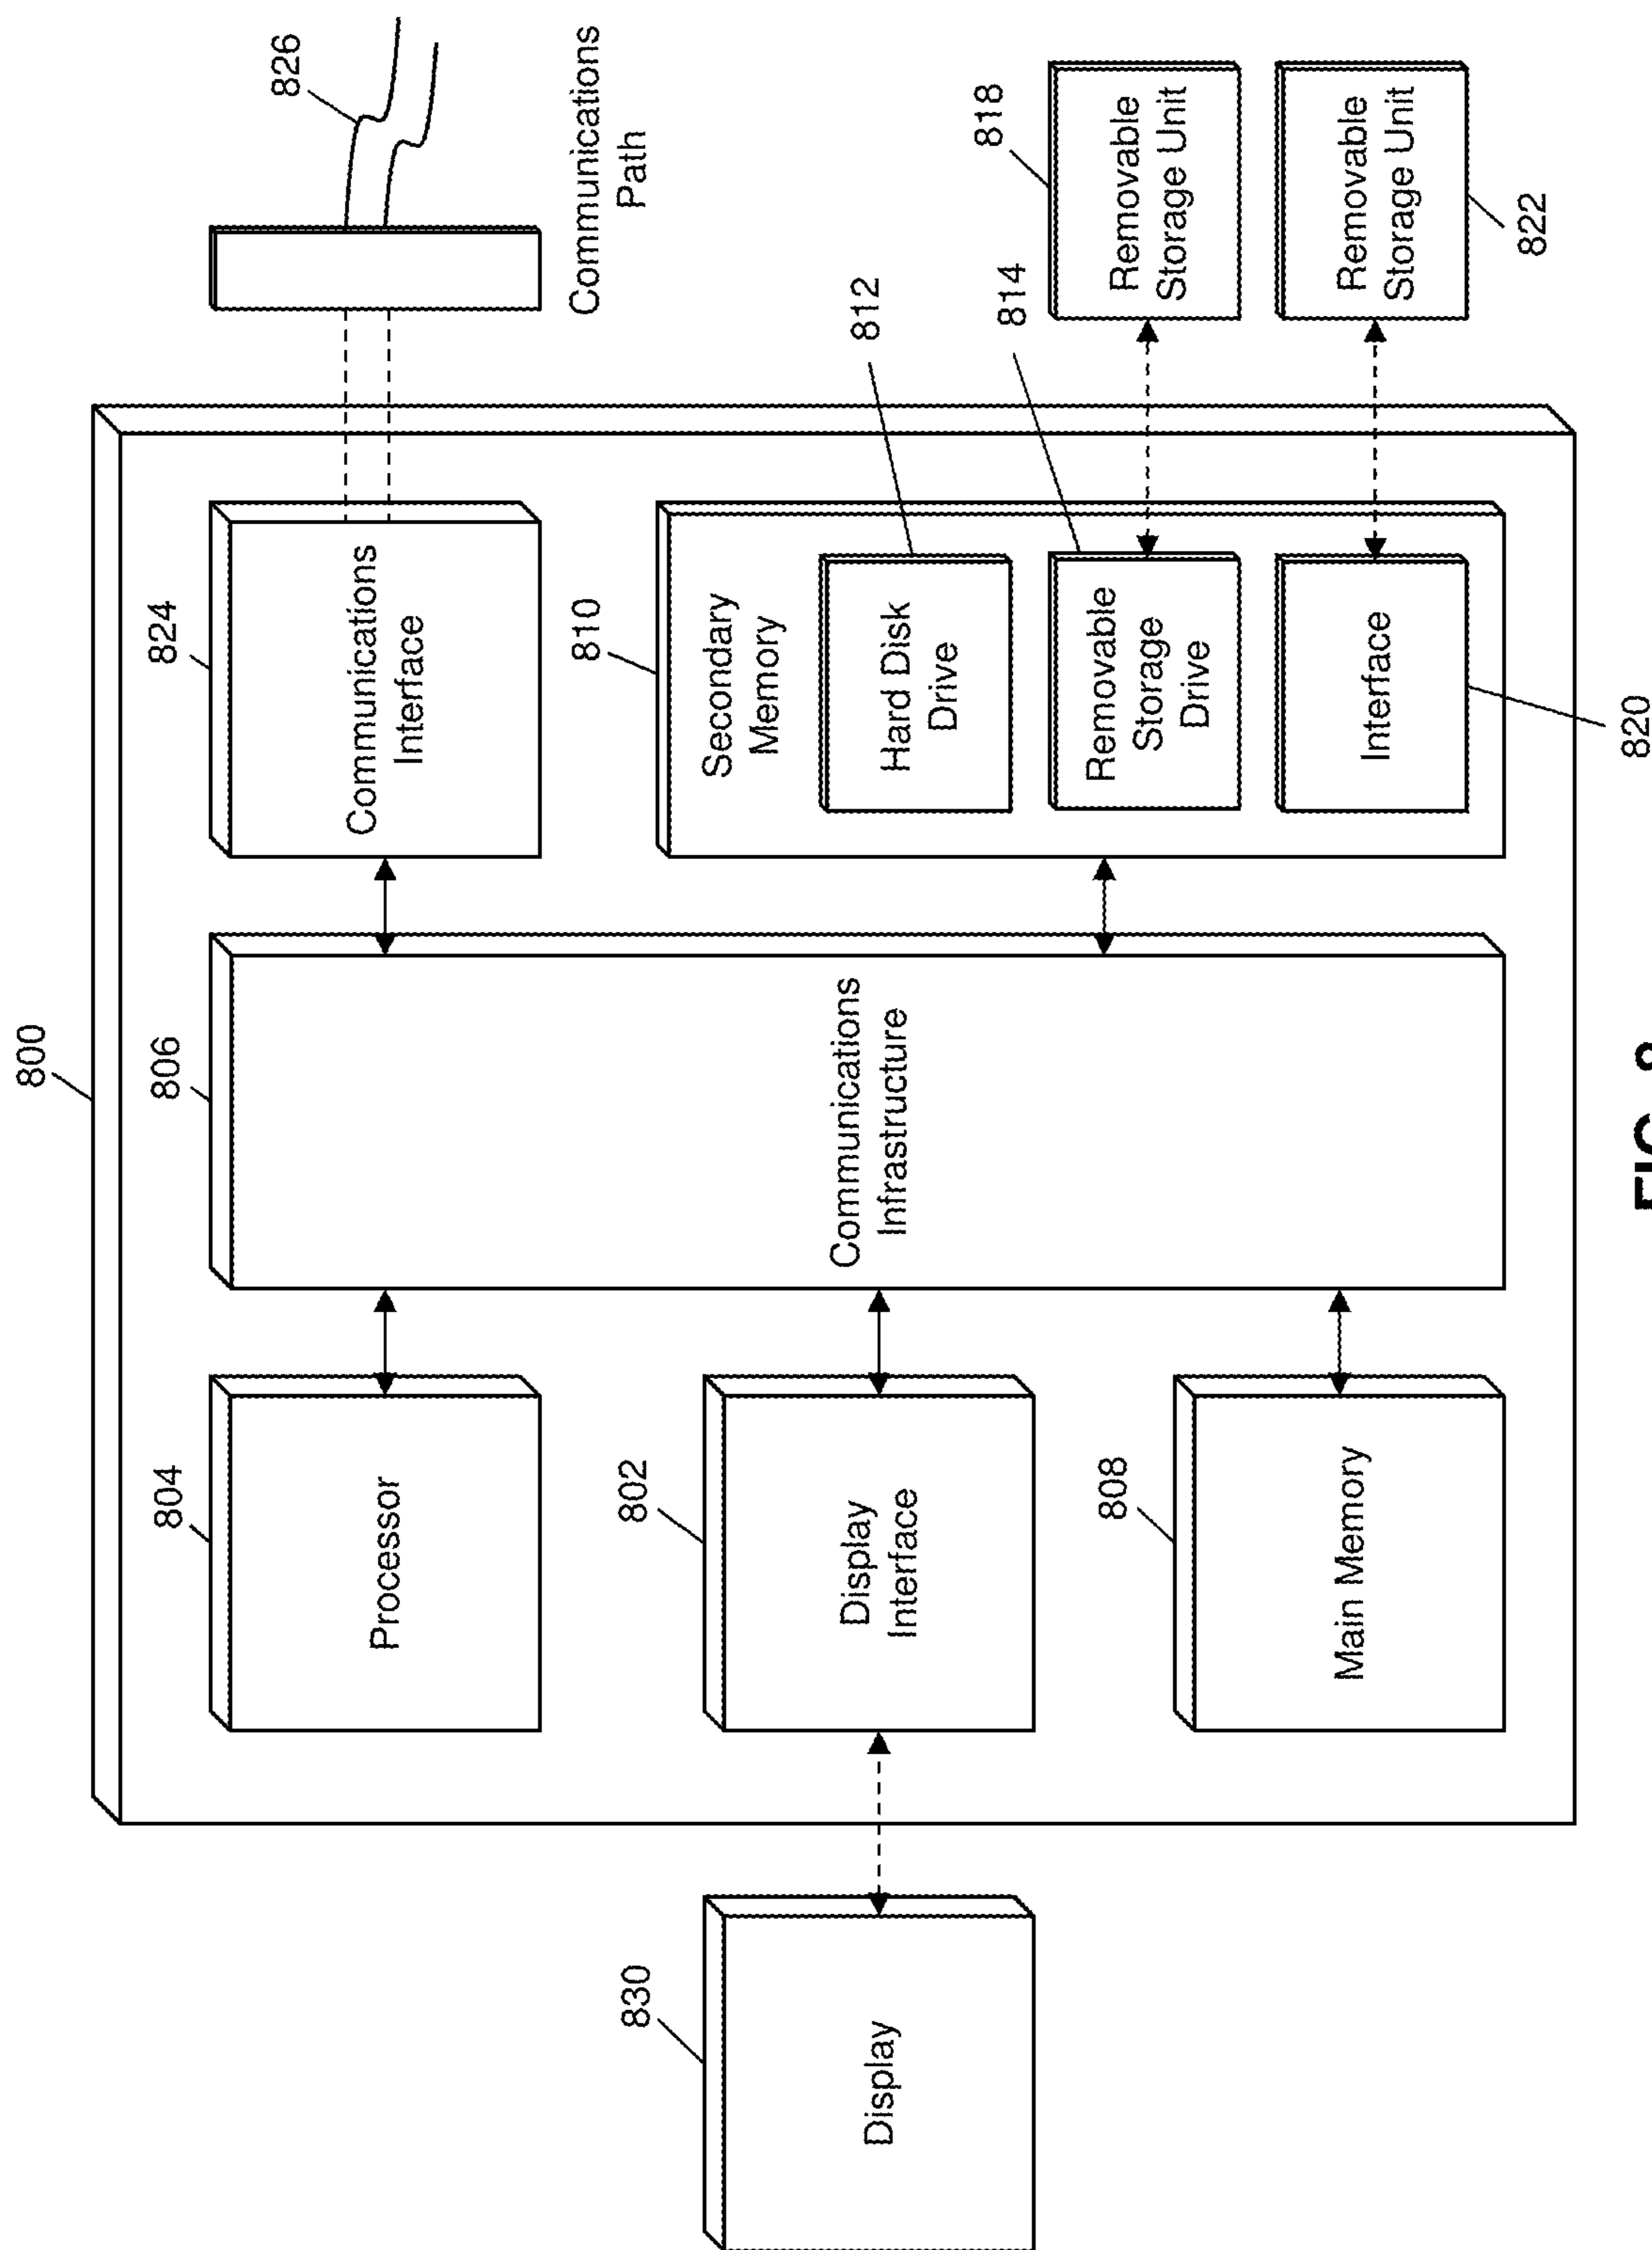 800
804
Processor
806
Communications
Infrastructure
824
Communications
Interface
826
Communications
Path
830
Display
802
Display
Interface
808
Main Memory
810
Secondary
Memory
812
Hard Disk
Drive
814
Removable
Storage
Drive
818
Removable
Storage Unit
Interface
820
Removable
Storage Unit
822
FIG. 8